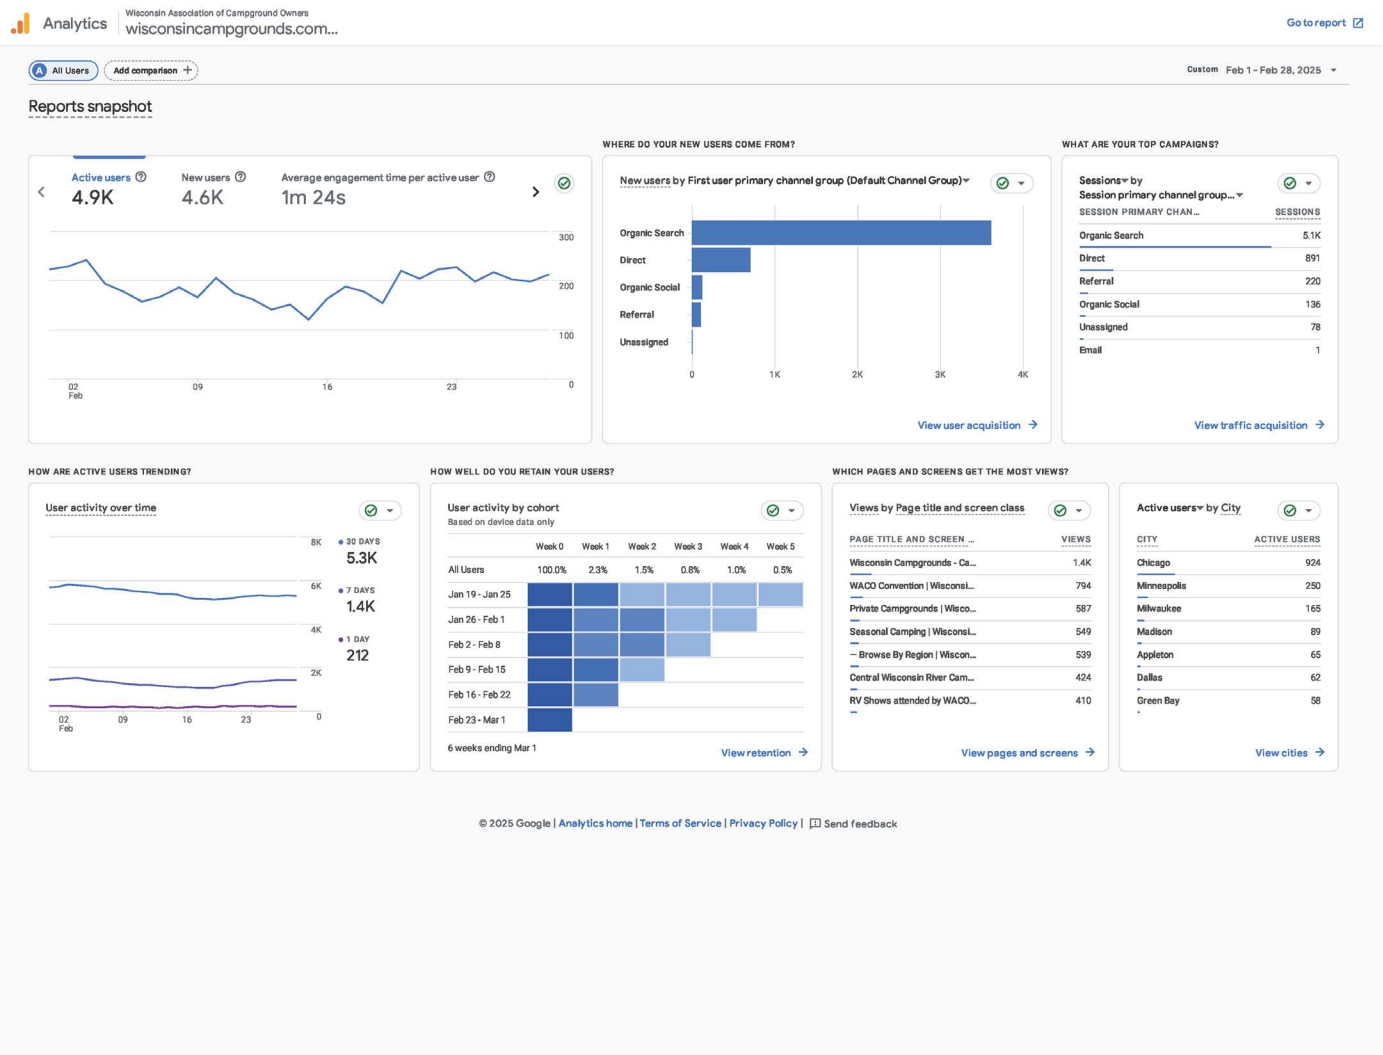 Analytics
Wisconsin Association of Campground Owners
wisconsincampgrounds.com...
Go to report
A All Users
Add comparison +
Custom Feb 1 - Feb 28, 2025
Reports snapshot
Active users
4.9K
New users
4.6K
Average engagement time per active user
1m 24s
300
200
100
0
02
Feb
09
16
23
WHERE DO YOUR NEW USERS COME FROM?
New users by First user primary channel group (Default Channel Group)
Organic Search
Direct
Organic Social
Referral
Unassigned
0 1K 2K 3K 4K
View user acquisition
WHAT ARE YOUR TOP CAMPAIGNS?
Sessions by
Session primary channel group...
SESSION PRIMARY CHAN... SESSIONS
Organic Search 5.1K
Direct 891
Referral 220
Organic Social 136
Unassigned 78
Email 1
View traffic acquisition
HOW ARE ACTIVE USERS TRENDING?
User activity over time
8K
6K
4K
2K
0
02
Feb
09
16
23
30 DAYS
5.3K
7 DAYS
1.4K
1 DAY
212
HOW WELL DO YOU RETAIN YOUR USERS?
User activity by cohort
Based on device data only
Week 0 Week 1 Week 2 Week 3 Week 4 Week 5
All Users 100.0% 2.3% 1.5% 0.8% 1.0% 0.5%
Jan 19 - Jan 25
Jan 26 - Feb 1
Feb 2 - Feb 8
Feb 9 - Feb 15
Feb 16 - Feb 22
Feb 23 - Mar 1
6 weeks ending Mar 1
View retention
WHICH PAGES AND SCREENS GET THE MOST VIEWS?
Views by Page title and screen class
PAGE TITLE AND SCREEN ... VIEWS
Wisconsin Campgrounds - Ca... 1.4K
WACO Convention | Wisconsi... 794
Private Campgrounds | Wisco... 587
Seasonal Camping | Wisconsi... 549
— Browse By Region | Wiscon... 539
Central Wisconsin River Cam... 424
RV Shows attended by WACO... 410
View pages and screens
Active users by City
CITY ACTIVE USERS
Chicago 924
Minneapolis 250
Milwaukee 165
Madison 89
Appleton 65
Dallas 62
Green Bay 58
View cities
© 2025 Google | Analytics home | Terms of Service | Privacy Policy | Send feedback